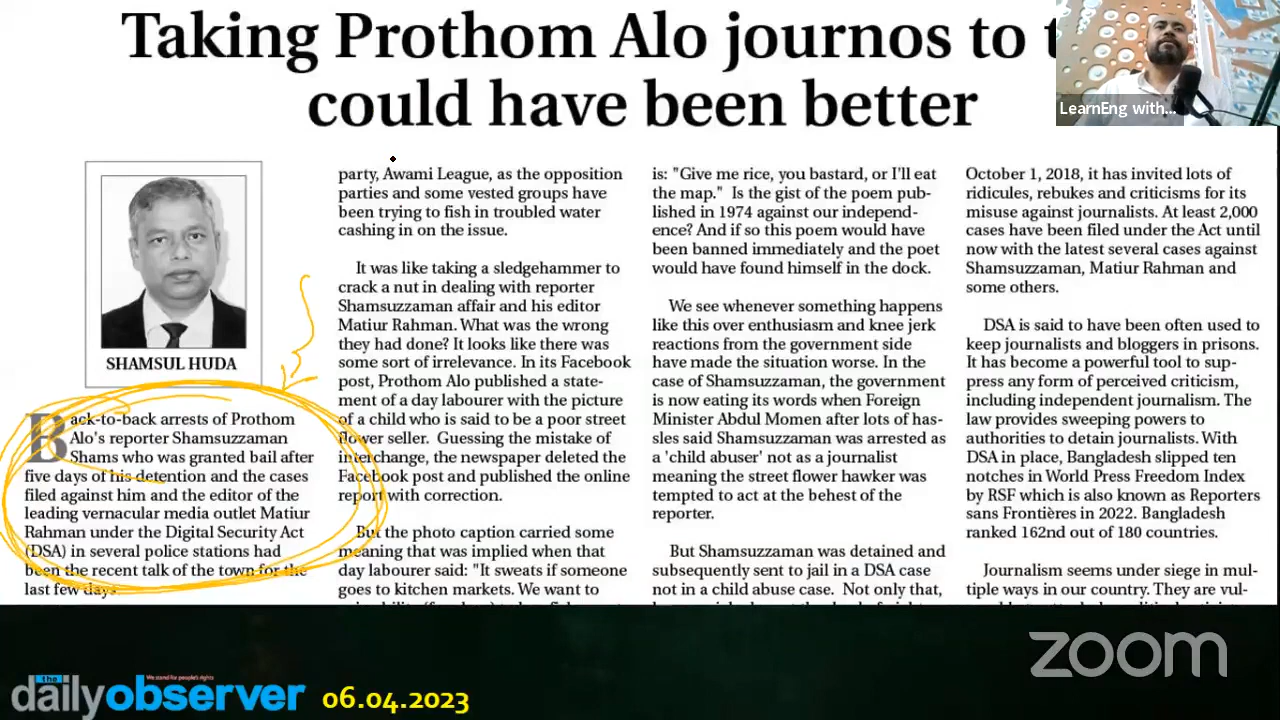 Taking Prothom Alo journos to
could have been better
LearnEng with...
SHAMSUL HUDA
Back-to-back arrests of Prothom
Alo's reporter Shamsuzzaman
Shams who was granted bail after
five days of his detention and the cases
filed against him and the editor of the
leading vernacular media outlet Matiur
Rahman under the Digital Security Act
(DSA) in several police stations had
been the recent talk of the town for the
last few days
party, Awami League, as the opposition
parties and some vested groups have
been trying to fish in troubled water
cashing in on the issue.
It was like taking a sledgehammer to
crack a nut in dealing with reporter
Shamsuzzaman affair and his editor
Matiur Rahman. What was the wrong
they had done? It looks like there was
some sort of irrelevance. In its Facebook
post, Prothom Alo published a state-
ment of a day labourer with the picture
of a child who is said to be a poor street
flower seller. Guessing the mistake of
interchange, the newspaper deleted the
Facebook post and published the online
report with correction.
But the photo caption carried some
meaning that was implied when that
day labourer said: "It sweats if someone
goes to kitchen markets. We want to
is: "Give me rice, you bastard, or I'll eat
the map." Is the gist of the poem pub-
lished in 1974 against our independ-
ence? And if so this poem would have
been banned immediately and the poet
would have found himself in the dock.
We see whenever something happens
like this over enthusiasm and knee jerk
reactions from the government side
have made the situation worse. In the
case of Shamsuzzaman, the government
is now eating its words when Foreign
Minister Abdul Momen after lots of has-
sles said Shamsuzzaman was arrested as
a 'child abuser' not as a journalist
meaning the street flower hawker was
tempted to act at the behest of the
reporter.
But Shamsuzzaman was detained and
subsequently sent to jail in a DSA case
not in a child abuse case. Not only that,
October 1, 2018, it has invited lots of
ridicules, rebukes and criticisms for its
misuse against journalists. At least 2,000
cases have been filed under the Act until
now with the latest several cases against
Shamsuzzaman, Matiur Rahman and
some others.
DSA is said to have been often used to
keep journalists and bloggers in prisons.
It has become a powerful tool to sup-
press any form of perceived criticism,
including independent journalism. The
law provides sweeping powers to
authorities to detain journalists. With
DSA in place, Bangladesh slipped ten
notches in World Press Freedom Index
by RSF which is also known as Reporters
sans Frontières in 2022. Bangladesh
ranked 162nd out of 180 countries.
Journalism seems under siege in mul-
tiple ways in our country. They are vul-
zoom
We stand for people's rights
the
dailyobserver
06.04.2023